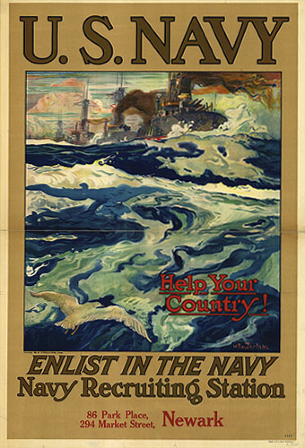 U.S. NAVY
Help Your
Country!
ENLIST IN THE NAVY
Navy Recruiting Station
86 Park Place,
294 Market Street, Newark